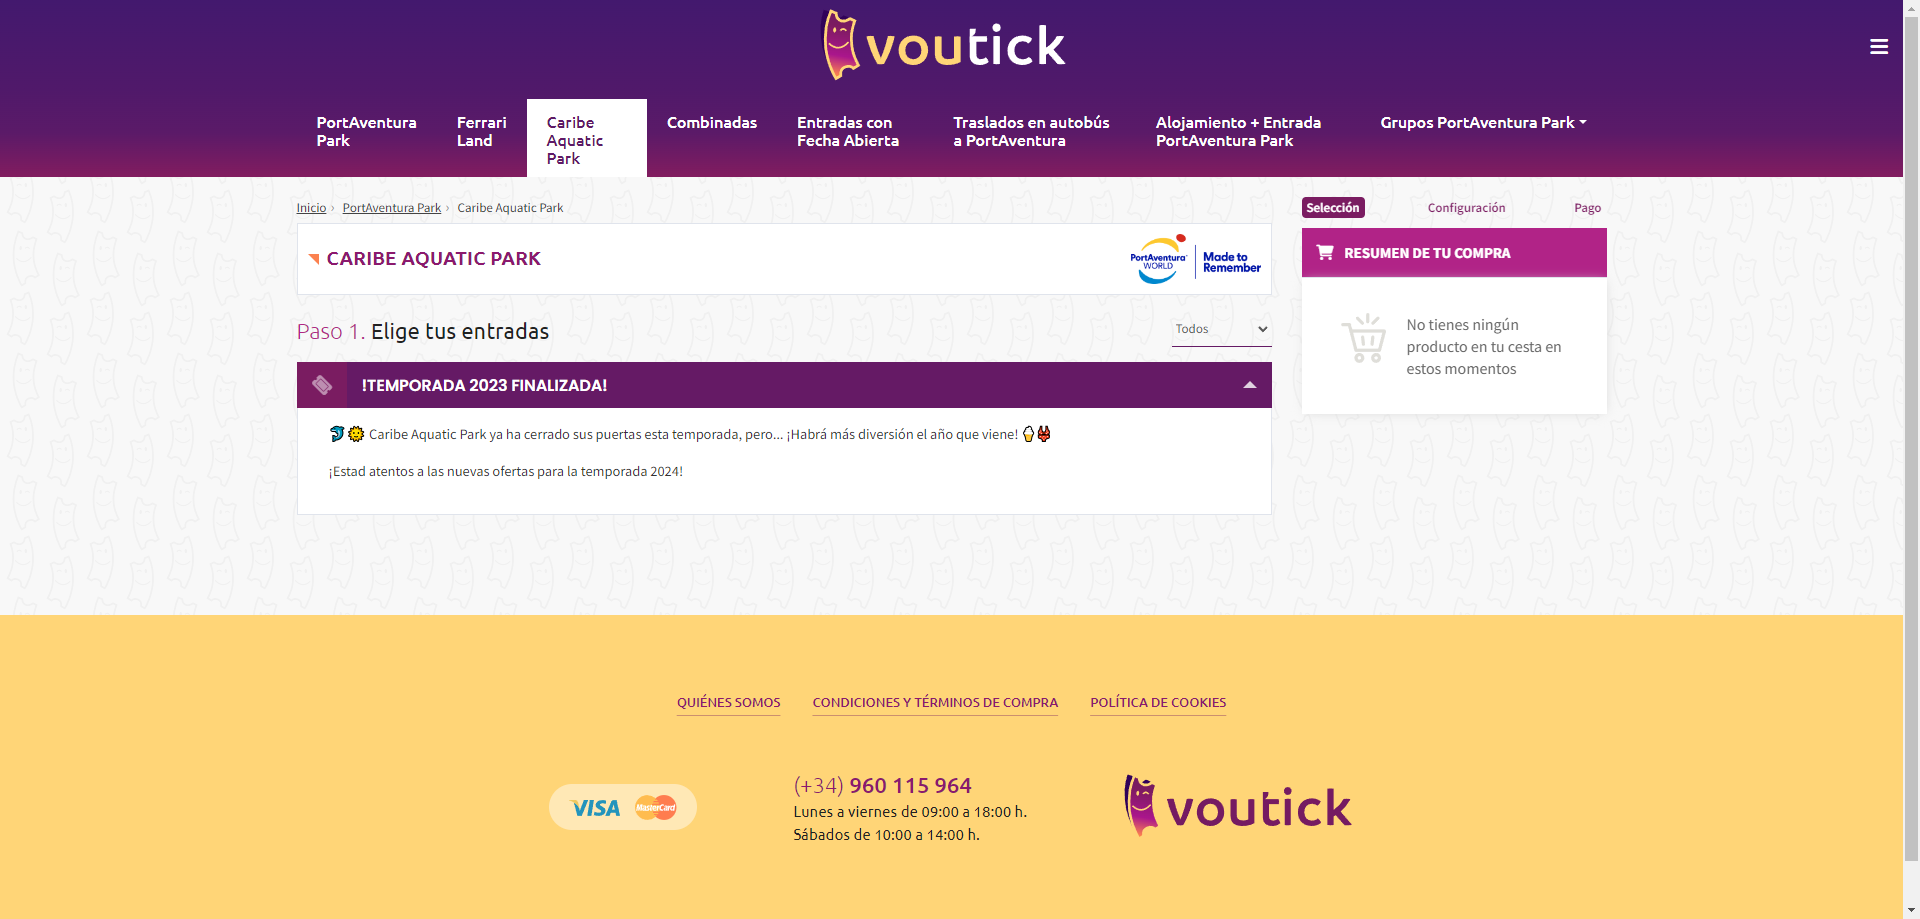 voutick
PortAventura
Park
Ferrari
Land
Caribe
Aquatic
Park
Combinadas
Entradas con
Fecha Abierta
Traslados en autobús
a PortAventura
Alojamiento + Entrada
PortAventura Park
Grupos PortAventura Park
Inicio › PortAventura Park › Caribe Aquatic Park
CARIBE AQUATIC PARK
PortAventura
WORLD
Made to
Remember
Paso 1. Elige tus entradas
Todos
!TEMPORADA 2023 FINALIZADA!
Caribe Aquatic Park ya ha cerrado sus puertas esta temporada, pero... ¡Habrá más diversión el año que viene!
¡Estad atentos a las nuevas ofertas para la temporada 2024!
Selección
Configuración
Pago
RESUMEN DE TU COMPRA
No tienes ningún
producto en tu cesta en
estos momentos
QUIÉNES SOMOS
CONDICIONES Y TÉRMINOS DE COMPRA
POLÍTICA DE COOKIES
VISA
MasterCard
(+34) 960 115 964
Lunes a viernes de 09:00 a 18:00 h.
Sábados de 10:00 a 14:00 h.
voutick